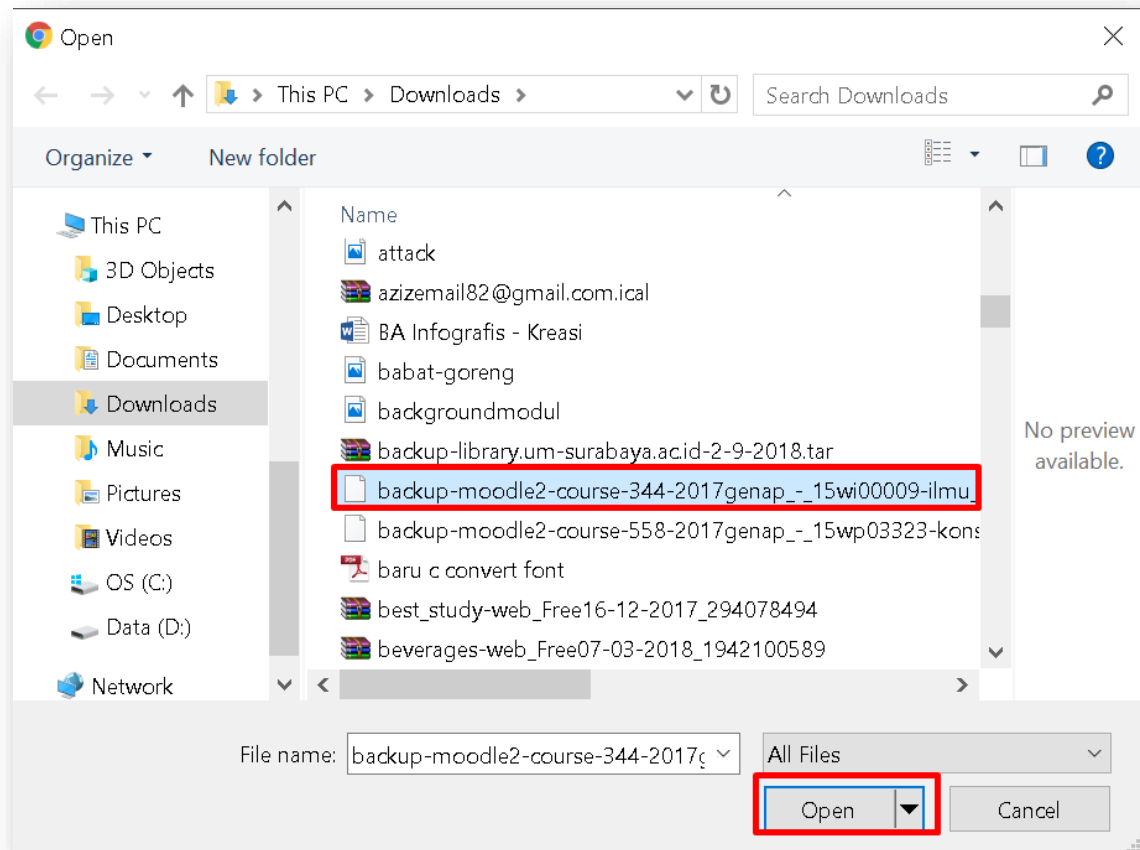 Open
This PC > Downloads >
Search Downloads
Organize
New folder
?
This PC
3D Objects
Desktop
Documents
Downloads
Music
Pictures
Videos
OS (C:)
Data (D:)
Network
Name
attack
azizemail82@gmail.com.ical
BA Infografis - Kreasi
babat-goreng
backgroundmodul
backup-library.um-surabaya.ac.id-2-9-2018.tar
backup-moodle2-course-344-2017genap_-_15wi00009-ilmu_
backup-moodle2-course-558-2017genap_-_15wp03323-kons
baru c convert font
best_study-web_Free16-12-2017_294078494
beverages-web_Free07-03-2018_1942100589
No preview
available.
File name: backup-moodle2-course-344-2017g
All Files
Open
Cancel